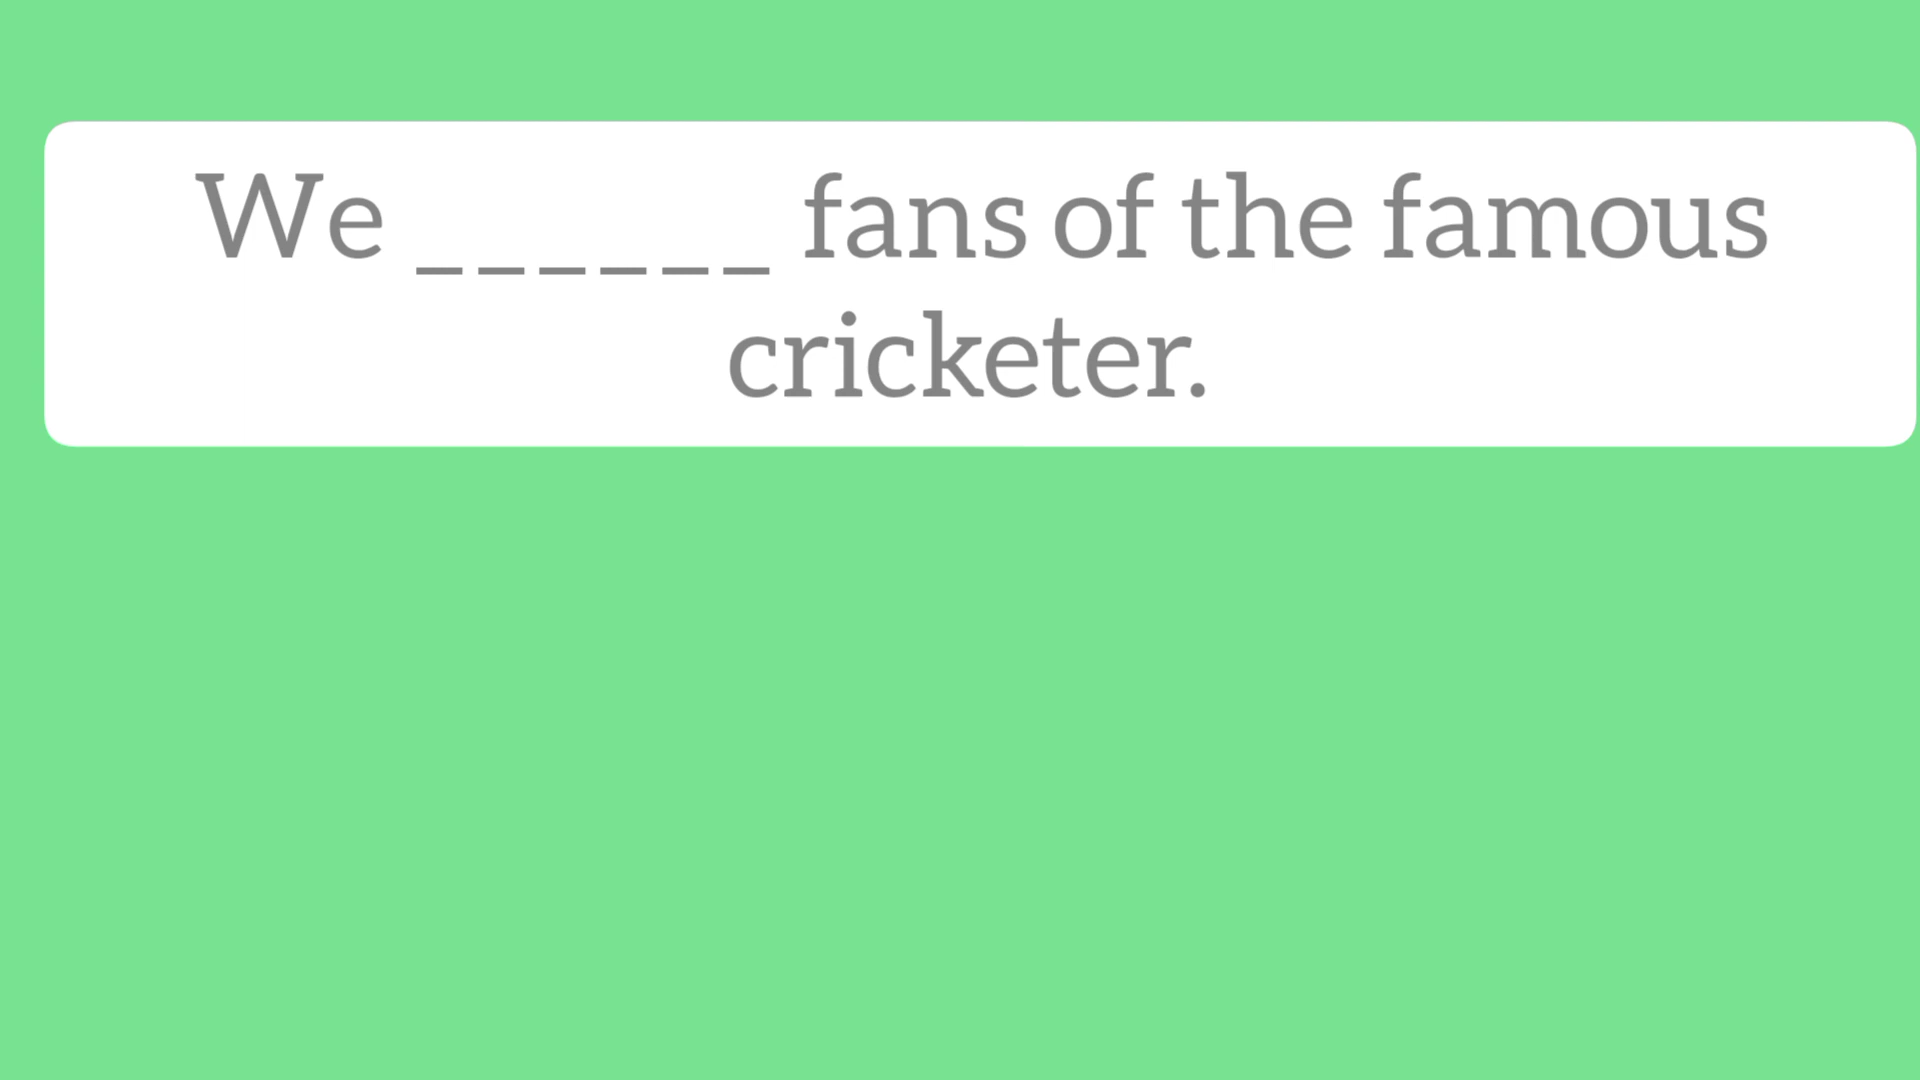 We ______ fans of the famous
cricketer.